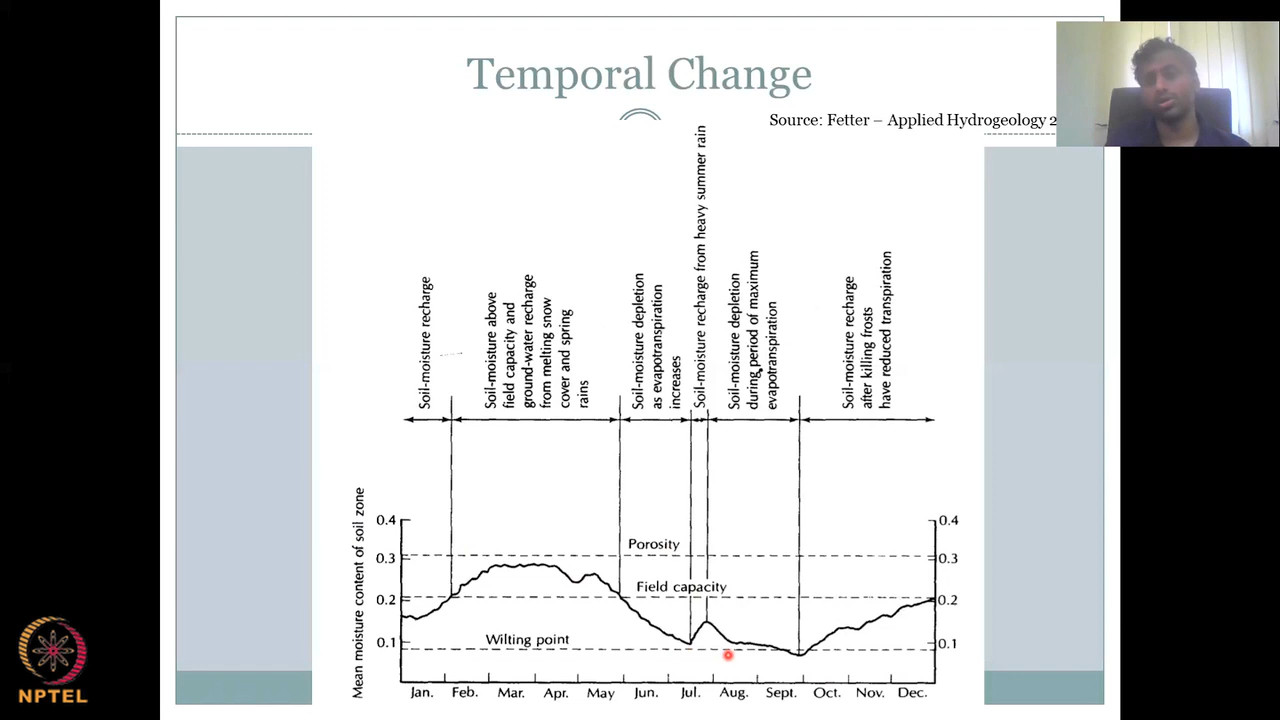 Temporal Change
Source: Fetter – Applied Hydrogeology 2
Soil-moisture recharge
Soil-moisture above
field capacity and
ground-water recharge
from melting snow
cover and spring
rains
Soil-moisture depletion
as evapotranspiration
increases
Soil-moisture recharge from heavy summer rain
Soil-moisture depletion
during period of maximum
evapotranspiration
Soil-moisture recharge
after killing frosts
have reduced transpiration
Mean moisture content of soil zone
0.4 0.4
Porosity
0.3 0.3
Field capacity
0.2 0.2
Wilting point
0.1 0.1
Jan. Feb. Mar. Apr. May Jun. Jul. Aug. Sept. Oct. Nov. Dec.
NPTEL